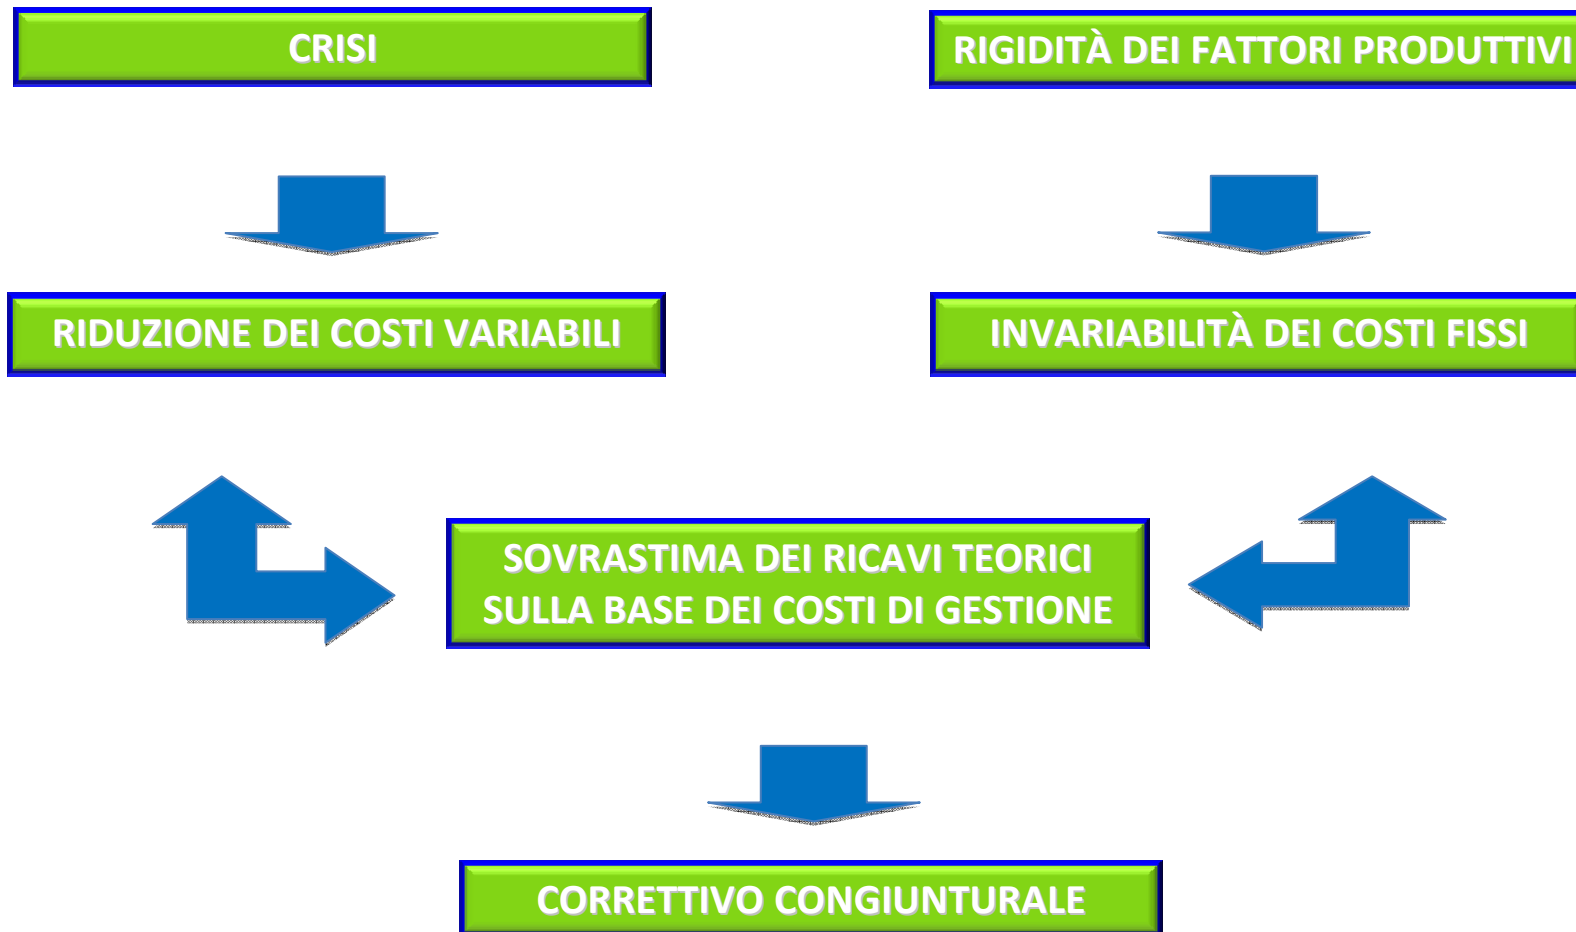 CRISI
RIGIDITÀ DEI FATTORI PRODUTTIVI
RIDUZIONE DEI COSTI VARIABILI
INVARIABILITÀ DEI COSTI FISSI
SOVRASTIMA DEI RICAVI TEORICI
SULLA BASE DEI COSTI DI GESTIONE
CORRETTIVO CONGIUNTURALE